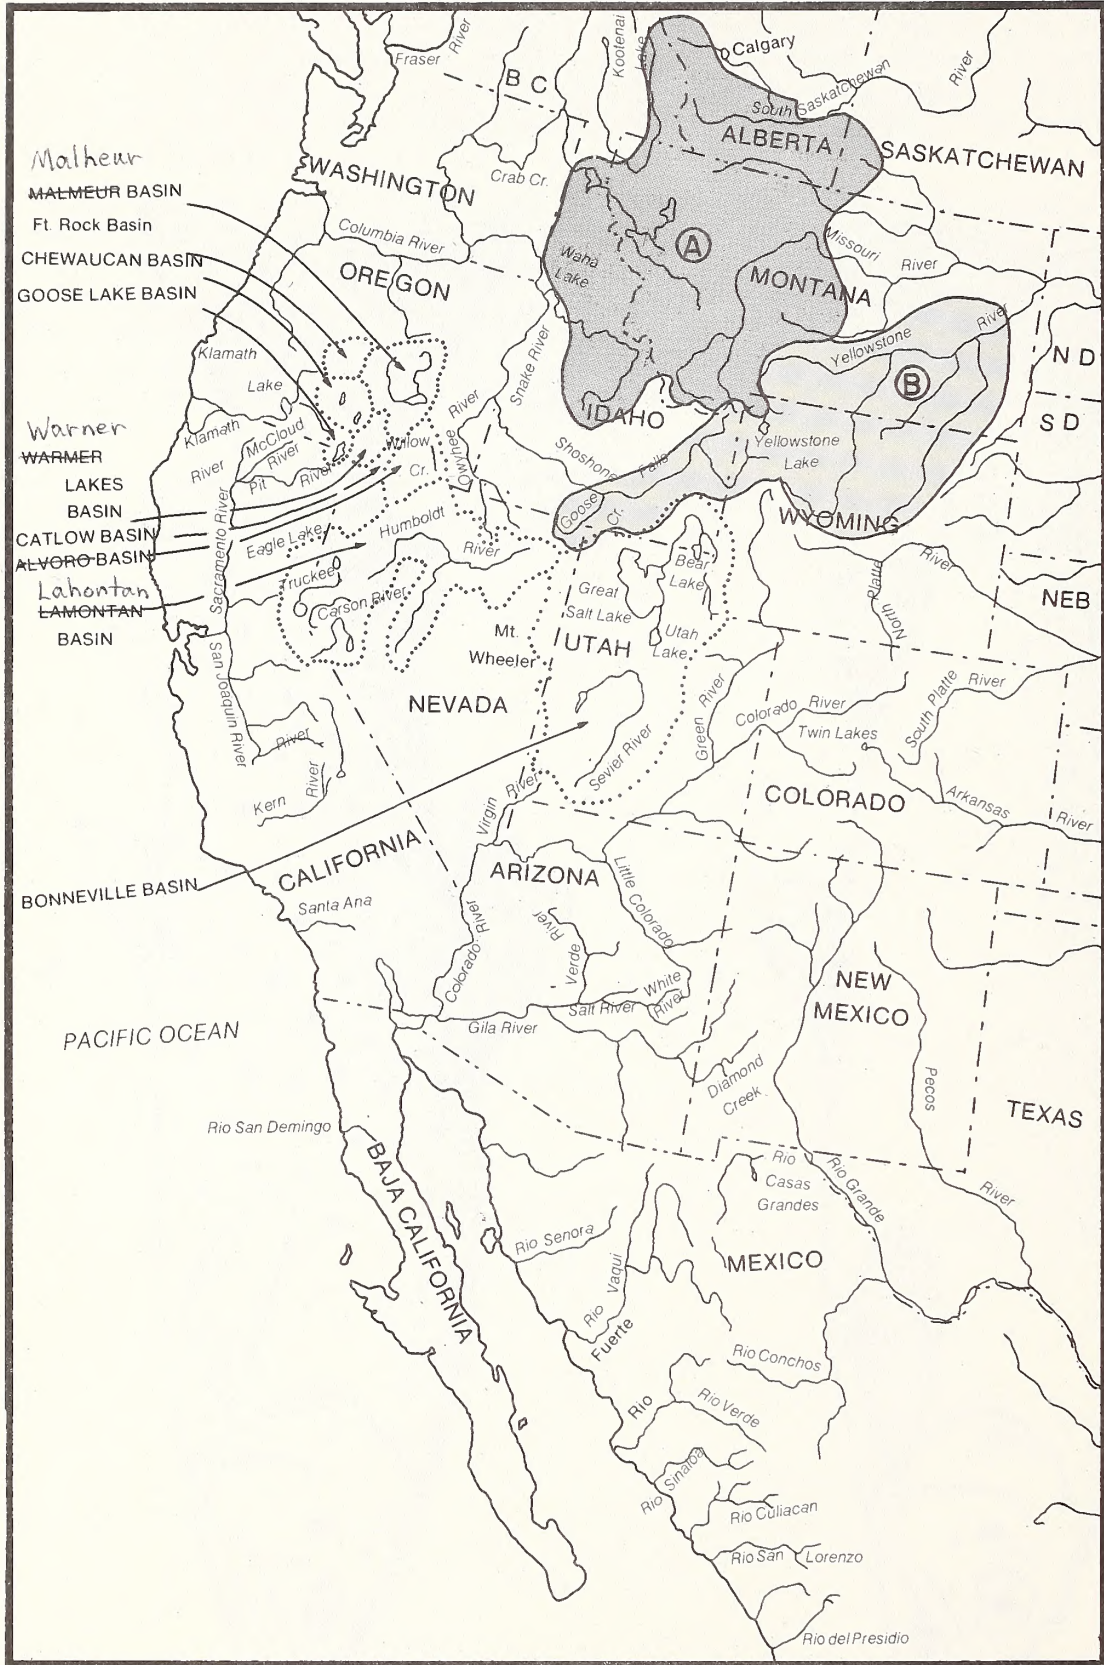 Fraser
River
B C
Kootenai
Lake
Calgary
South Saskatchewan
River
ALBERTA
SASKATCHEWAN
WASHINGTON
Crab Cr.
Malheur
MALMEUR BASIN
Ft. Rock Basin
CHEWAUCAN BASIN
GOOSE LAKE BASIN
Columbia River
OREGON
Waha
Lake
A
MONTANA
Missouri
River
Yellowstone
River
B
N D
S D
Klamath
Lake
Snake River
IDAHO
Klamath
River
McCloud
River
Pit
River
Willow
Cr.
Owyhee
River
Shoshone
Falls
Yellowstone
Lake
WYOMING
Warner
WARMER
LAKES
BASIN
CATLOW BASIN
ALVORO BASIN
Lahontan
LAMONTAN
BASIN
Sacramento River
Eagle Lake
Humboldt
River
Goose
Cr.
Truckee
Carson River
Great
Salt Lake
Bear
Lake
Utah
Lake
North Platte
River
NEB
Mt.
Wheeler
UTAH
NEVADA
San Joaquin River
River
Kern
River
Sevier River
Green River
Colorado River
Twin Lakes
South Platte
River
COLORADO
Arkansas
River
Virgin
River
BONNEVILLE BASIN
CALIFORNIA
ARIZONA
Santa Ana
Little Colorado
Colorado River
Verde
River
White
River
Salt River
Gila River
NEW
MEXICO
Diamond
Creek
Pecos
River
TEXAS
PACIFIC OCEAN
Rio San Demingo
BAJA CALIFORNIA
Rio
Casas
Grandes
Rio Grande
Rio Senora
Rio Vaqui
MEXICO
Rio
Fuerte
Rio Conchos
Rio Verde
Rio Sinaloa
Rio Culiacan
Rio San Lorenzo
Rio del Presidio